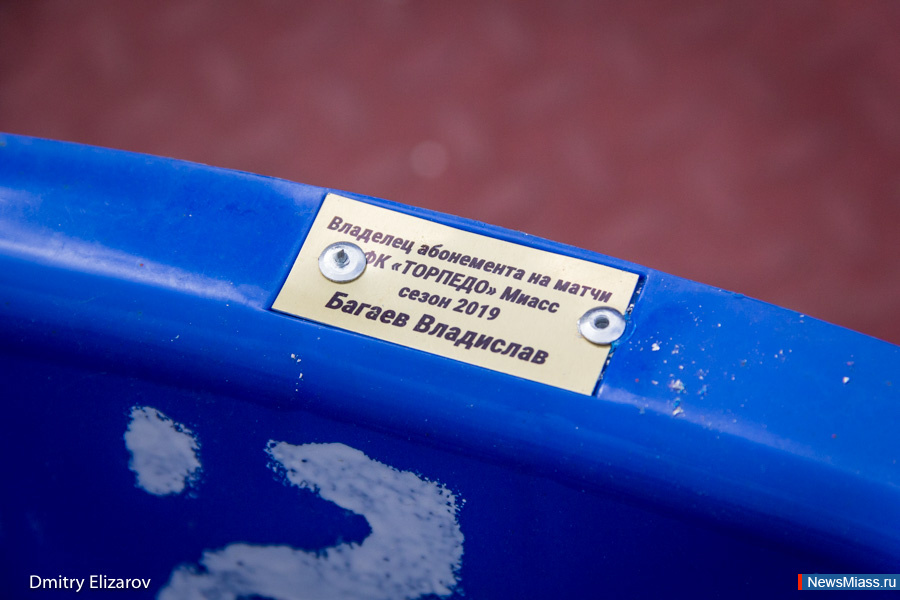 Владелец абонемента на матчи
ФК «ТОРПЕДО» Миасс
сезон 2019
Багаев Владислав
Dmitry Elizarov
NewsMiass.ru